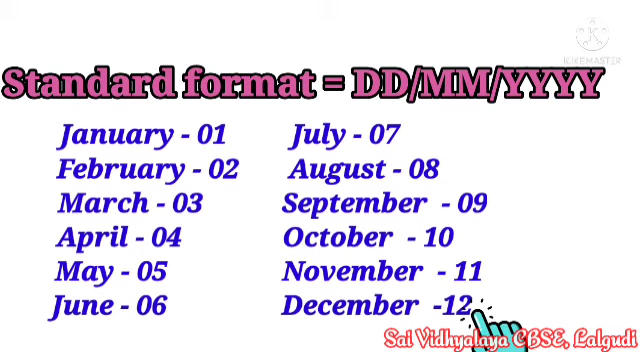 KINEMASTER
Standard format = DD/MM/YYYY
January - 01
February - 02
March - 03
April - 04
May - 05
June - 06
July - 07
August - 08
September - 09
October - 10
November - 11
December -12
Sai Vidhyalaya CBSE, Lalgudi